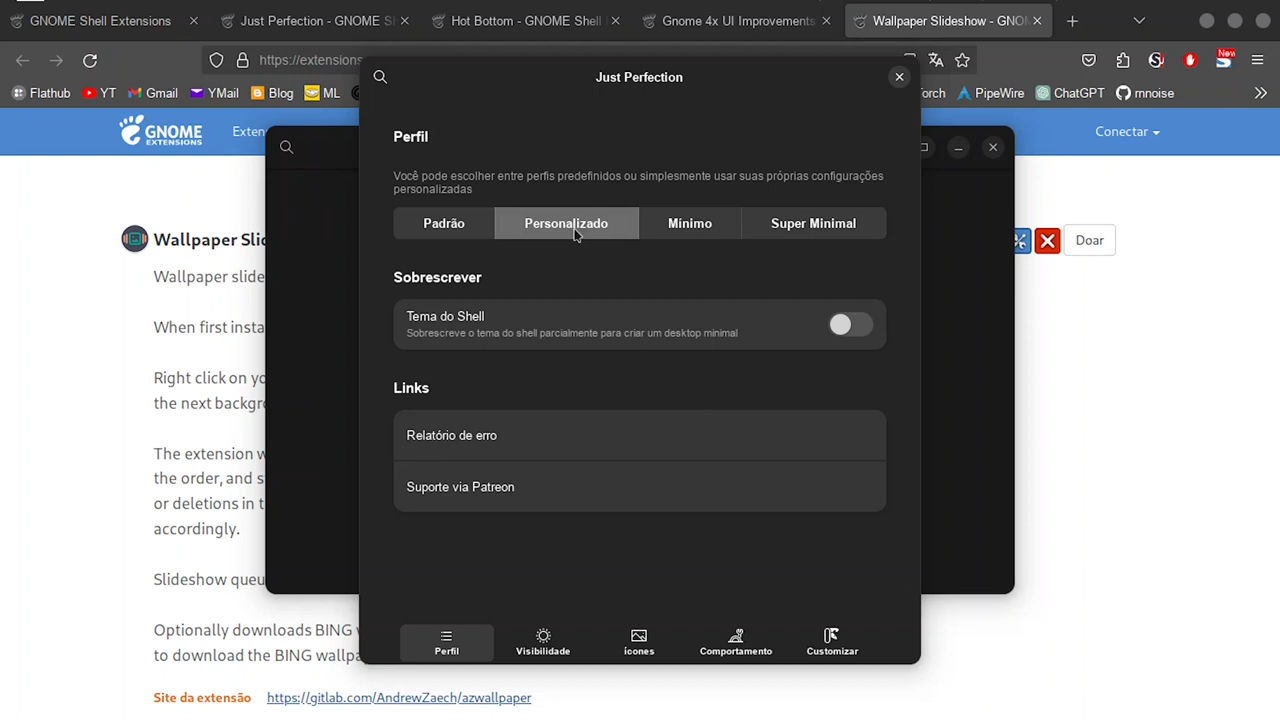 GNOME Shell Extensions
Just Perfection - GNOME S
Hot Bottom - GNOME Shell
Gnome 4x UI Improvements
Wallpaper Slideshow - GNO
https://extensions
Just Perfection
New
Flathub
YT
Gmail
YMail
Blog
ML
orch
PipeWire
ChatGPT
rnnoise
GNOME
EXTENSIONS
Exten
Conectar
Perfil
Você pode escolher entre perfis predefinidos ou simplesmente usar suas próprias configurações
personalizadas
Padrão
Personalizado
Mínimo
Super Minimal
Wallpaper Slid
Doar
Wallpaper slide
Sobrescrever
Tema do Shell
Sobrescreve o tema do shell parcialmente para criar um desktop minimal
When first insta
Links
Right click on yo
the next backgro
Relatório de erro
The extension w
the order, and s
Suporte via Patreon
or deletions in t
accordingly.
Slideshow queu
Optionally downloads BING w
to download the BING wallpa
Perfil
Visibilidade
ícones
Comportamento
Customizar
Site da extensão
https://gitlab.com/AndrewZaech/azwallpaper